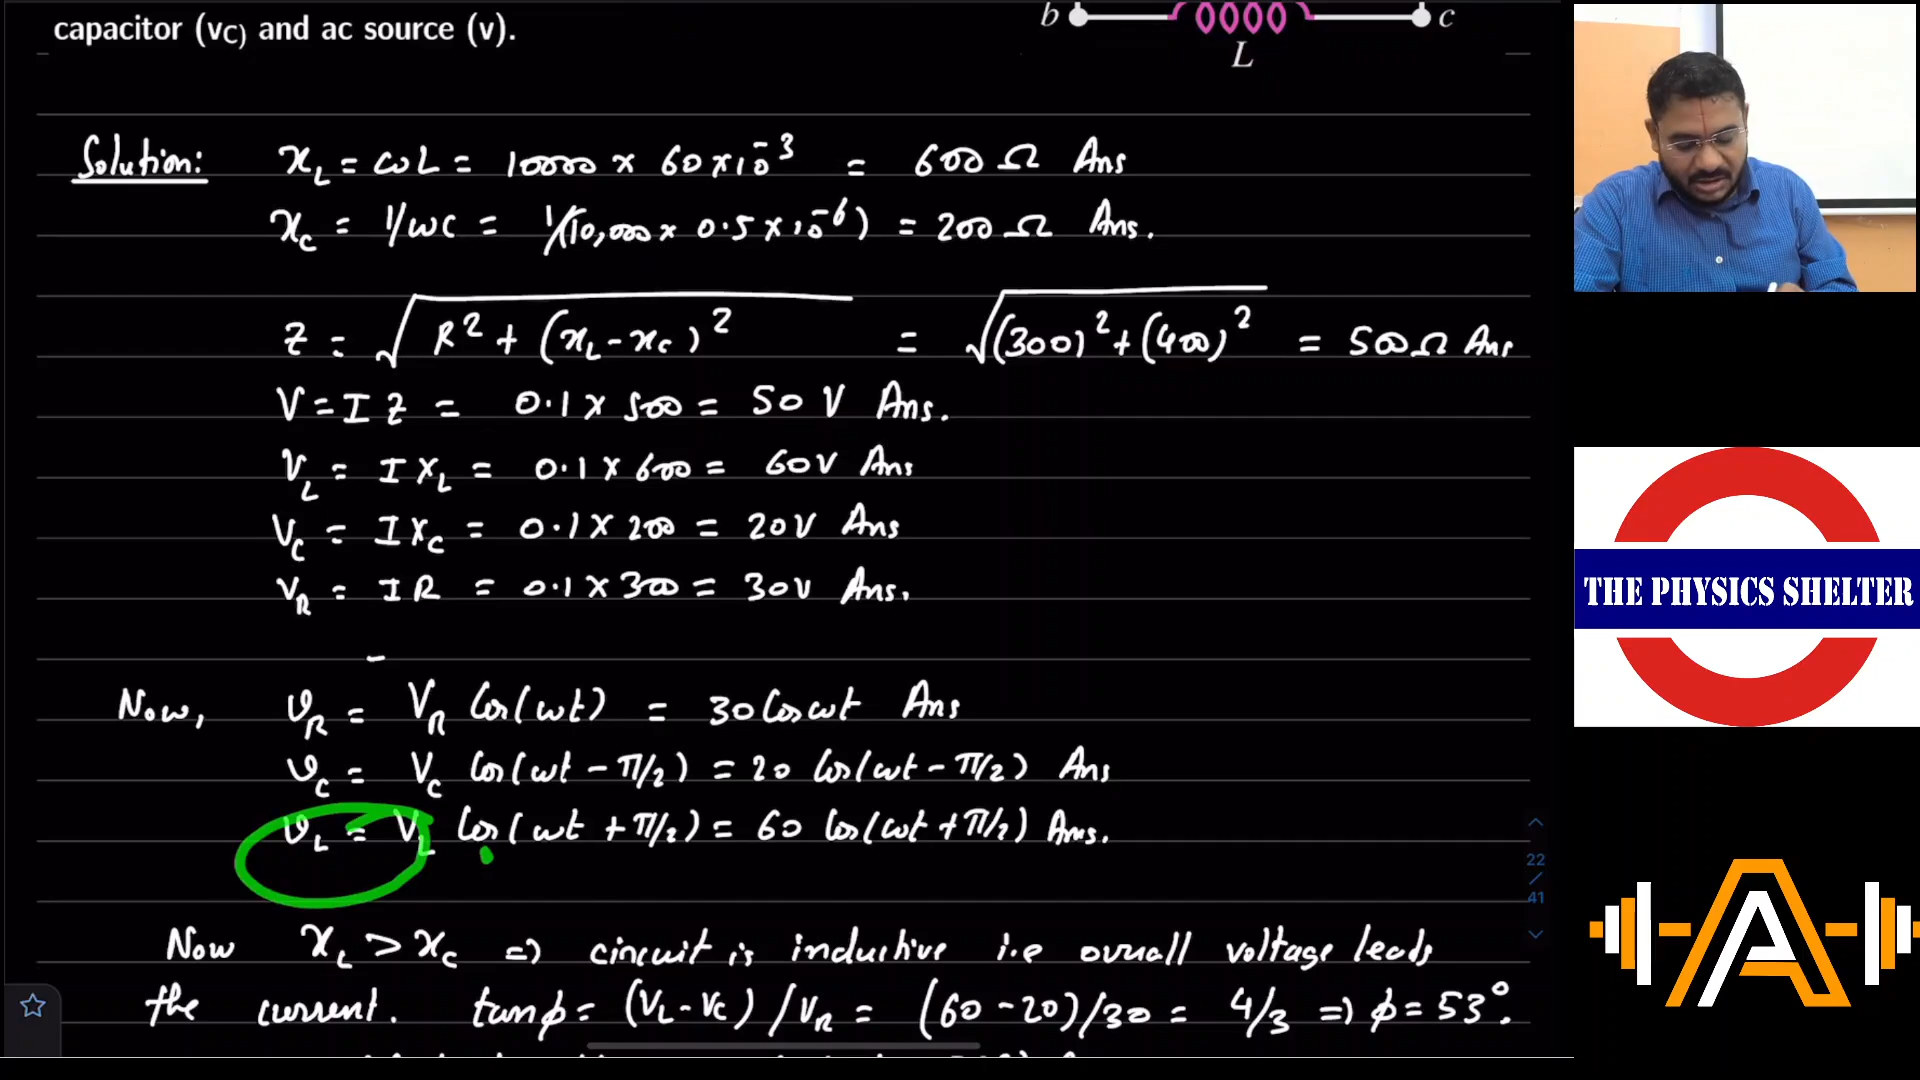 capacitor (vC) and ac source (v).
b
c
L
Solution: xL = ωL = 10000 × 60×10⁻³ = 600 Ω Ans
xC = 1/ωC = 1/(10,000 × 0.5 × 10⁻⁶) = 200 Ω Ans.
Z = √(R² + (xL - xC)²) = √((300)² + (400)²) = 500 Ω Ans
V = I Z = 0.1 × 500 = 50 V Ans.
VL = I XL = 0.1 × 600 = 60V Ans
VC = I XC = 0.1 × 200 = 20V Ans
VR = I R = 0.1 × 300 = 30V Ans.
Now, vR = VR Cos(ωt) = 30 Cos ωt Ans
vC = VC Cos(ωt - π/2) = 20 Cos(ωt - π/2) Ans
vL = VL Cos(ωt + π/2) = 60 Cos(ωt + π/2) Ans.
Now xL > xC ⇒ circuit is inductive i.e overall voltage leads
the current. tanφ = (VL - VC) / VR = (60 - 20)/30 = 4/3 ⇒ φ = 53°.
22
/
41
THE PHYSICS SHELTER
A